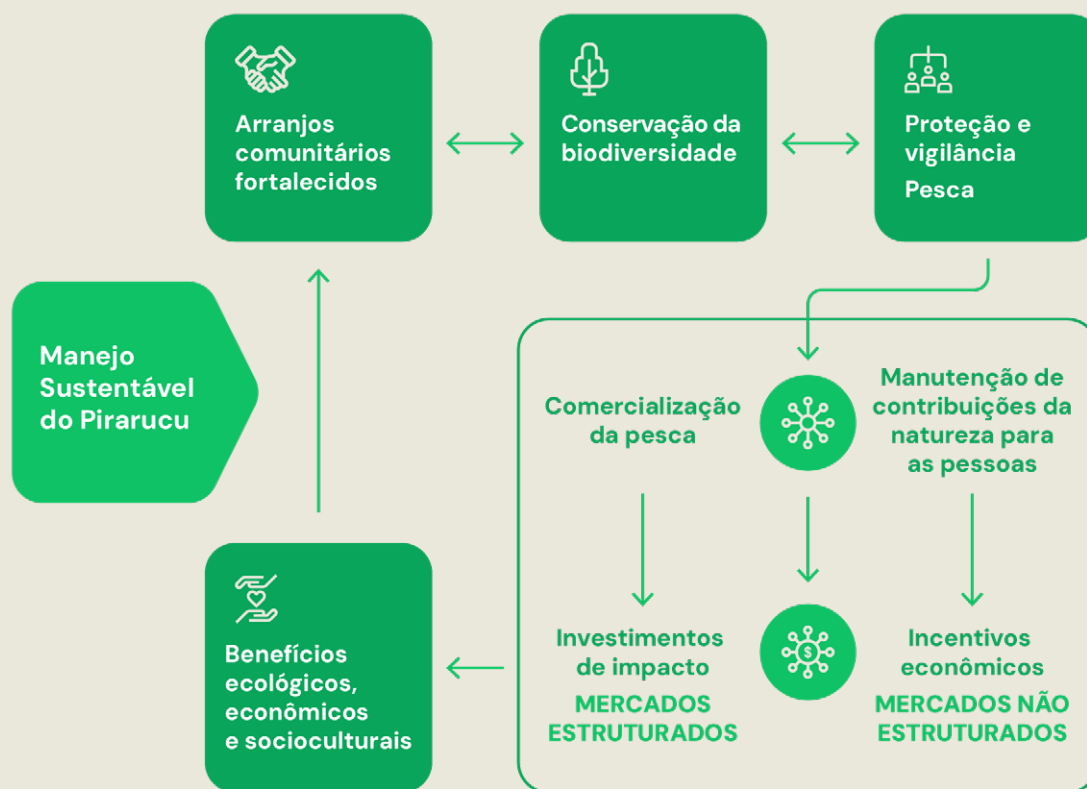 Arranjos
comunitários
fortalecidos
Conservação da
biodiversidade
Proteção e
vigilância
Pesca
Manejo
Sustentável
do Pirarucu
Comercialização
da pesca
Manutenção de
contribuições da
natureza para
as pessoas
Investimentos
de impacto
MERCADOS
ESTRUTURADOS
$
Incentivos
econômicos
MERCADOS NÃO
ESTRUTURADOS
Benefícios
ecológicos,
econômicos
e socioculturais